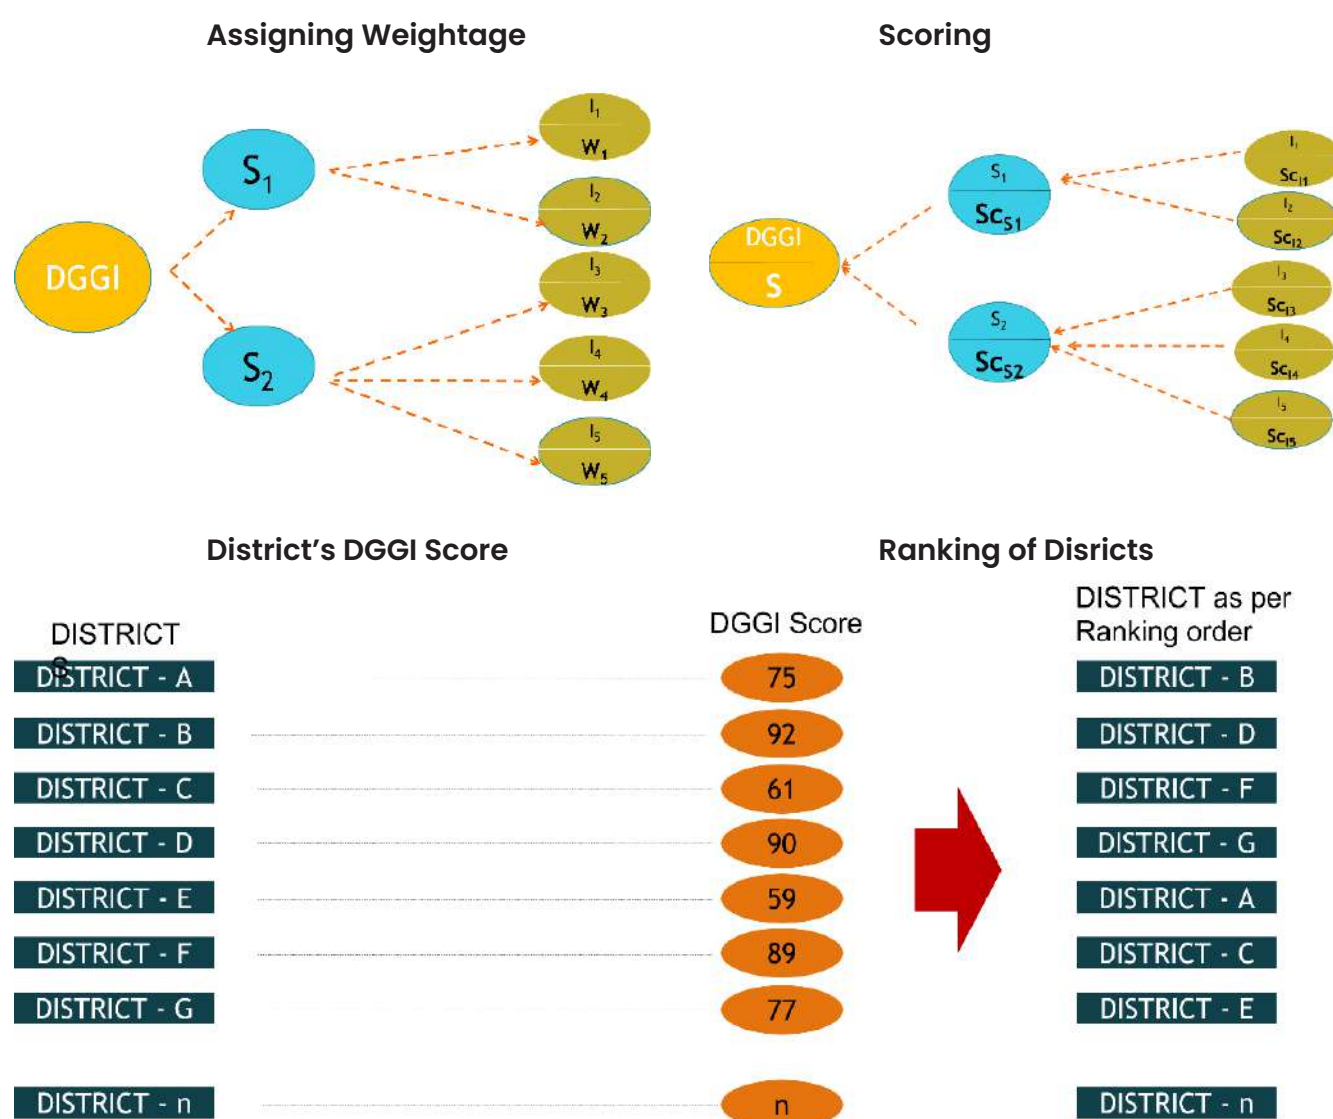 Assigning Weightage
DGGI
S1
S2
I1
W1
I2
W2
I3
W3
I4
W4
I5
W5
Scoring
DGGI
S
S1
ScS1
S2
ScS2
I1
ScI1
I2
ScI2
I3
ScI3
I4
ScI4
I5
ScI5
District's DGGI Score
Ranking of Disricts
DISTRICT
S
DGGI Score
DISTRICT as per
Ranking order
DISTRICT - A 75 DISTRICT - B
DISTRICT - B 92 DISTRICT - D
DISTRICT - C 61 DISTRICT - F
DISTRICT - D 90 DISTRICT - G
DISTRICT - E 59 DISTRICT - A
DISTRICT - F 89 DISTRICT - C
DISTRICT - G 77 DISTRICT - E
DISTRICT - n n DISTRICT - n